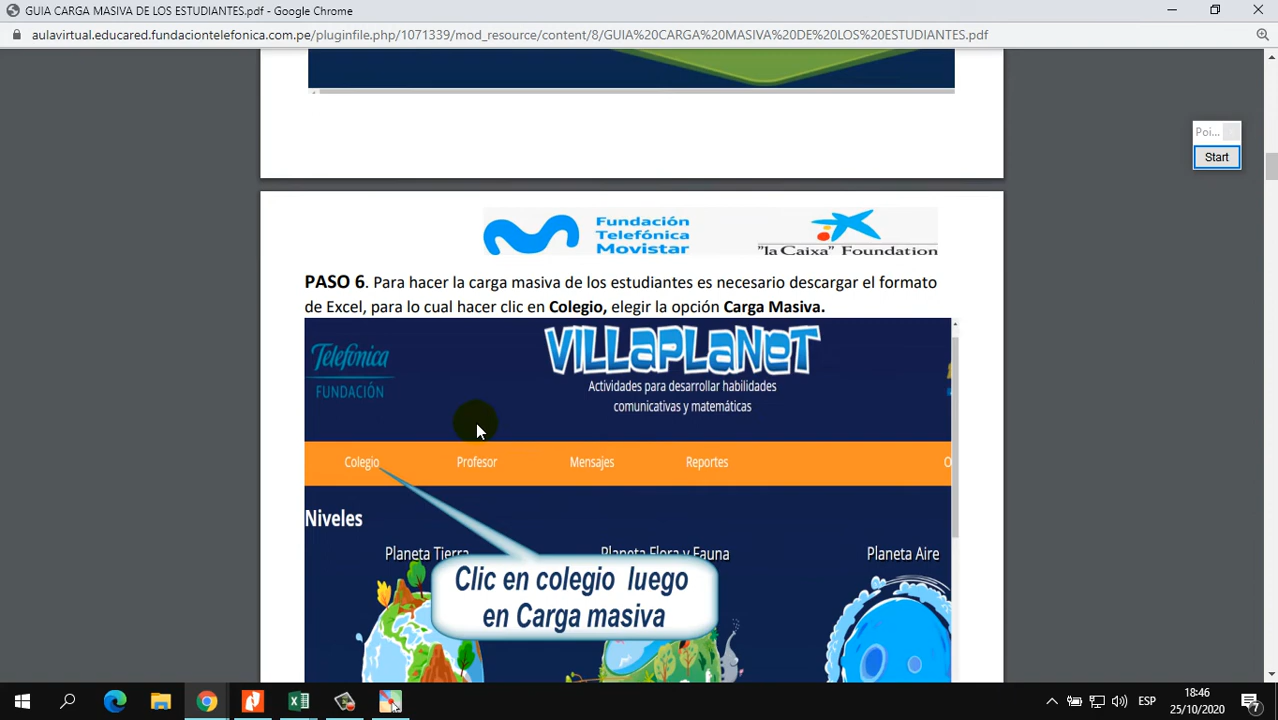 GUIA CARGA MASIVA DE LOS ESTUDIANTES.pdf - Google Chrome
aulavirtual.educared.fundaciontelefonica.com.pe/pluginfile.php/1071339/mod_resource/content/8/GUIA%20CARGA%20MASIVA%20DE%20LOS%20ESTUDIANTES.pdf
Poi...
Start
Fundación
Telefónica
Movistar
"la Caixa" Foundation
PASO 6. Para hacer la carga masiva de los estudiantes es necesario descargar el formato
de Excel, para lo cual hacer clic en Colegio, elegir la opción Carga Masiva.
Telefónica
FUNDACIÓN
VILLAPLANET
Actividades para desarrollar habilidades
comunicativas y matemáticas
Colegio Profesor Mensajes Reportes O
Niveles
Planeta Tierra Planeta Flora y Fauna Planeta Aire
Clic en colegio luego
en Carga masiva
ESP
18:46
25/10/2020
7